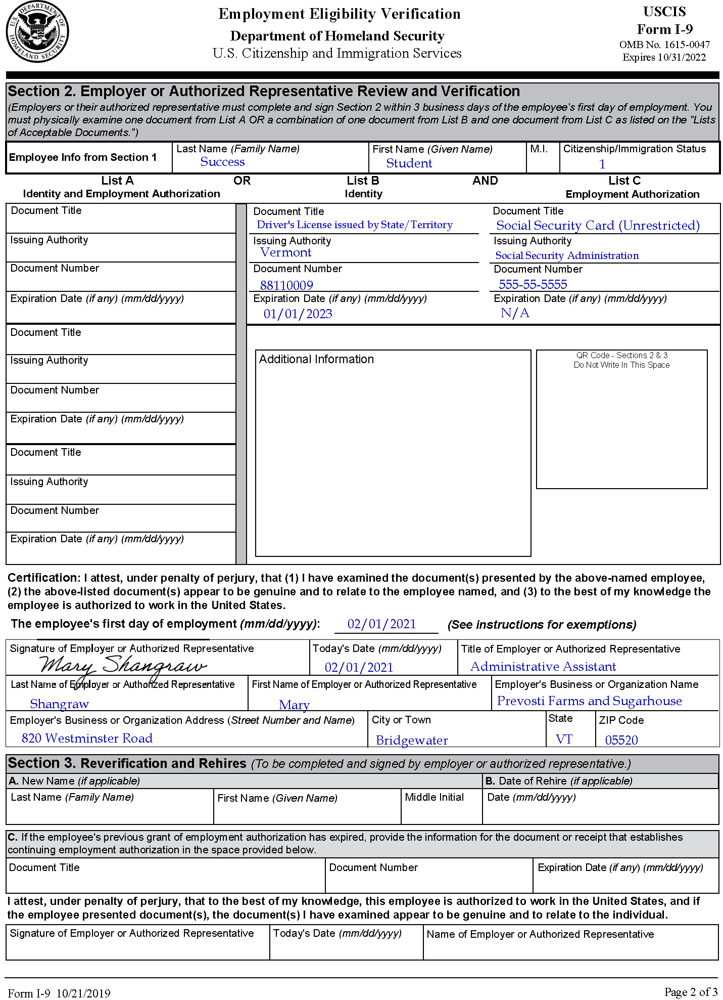 U.S. DEPARTMENT OF HOMELAND SECURITY
Employment Eligibility Verification
Department of Homeland Security
U.S. Citizenship and Immigration Services
USCIS
Form I-9
OMB No. 1615-0047
Expires 10/31/2022
Section 2. Employer or Authorized Representative Review and Verification
(Employers or their authorized representative must complete and sign Section 2 within 3 business days of the employee's first day of employment. You
must physically examine one document from List A OR a combination of one document from List B and one document from List C as listed on the "Lists
of Acceptable Documents.")
Employee Info from Section 1
Last Name (Family Name)
Success
First Name (Given Name)
Student
M.I.
Citizenship/Immigration Status
1
List A OR List B AND List C
Identity and Employment Authorization Identity Employment Authorization
Document Title
Issuing Authority
Document Number
Expiration Date (if any) (mm/dd/yyyy)
Document Title
Issuing Authority
Document Number
Expiration Date (if any) (mm/dd/yyyy)
Document Title
Issuing Authority
Document Number
Expiration Date (if any) (mm/dd/yyyy)
Document Title
Driver's License issued by State/Territory
Issuing Authority
Vermont
Document Number
88110009
Expiration Date (if any) (mm/dd/yyyy)
01/01/2023
Document Title
Social Security Card (Unrestricted)
Issuing Authority
Social Security Administration
Document Number
555-55-5555
Expiration Date (if any) (mm/dd/yyyy)
N/A
Additional Information
QR Code - Sections 2 & 3
Do Not Write In This Space
Certification: I attest, under penalty of perjury, that (1) I have examined the document(s) presented by the above-named employee,
(2) the above-listed document(s) appear to be genuine and to relate to the employee named, and (3) to the best of my knowledge the
employee is authorized to work in the United States.
The employee's first day of employment (mm/dd/yyyy): 02/01/2021 (See instructions for exemptions)
Signature of Employer or Authorized Representative
Mary Shangraw
Today's Date (mm/dd/yyyy)
02/01/2021
Title of Employer or Authorized Representative
Administrative Assistant
Last Name of Employer or Authorized Representative
Shangraw
First Name of Employer or Authorized Representative
Mary
Employer's Business or Organization Name
Prevosti Farms and Sugarhouse
Employer's Business or Organization Address (Street Number and Name)
820 Westminster Road
City or Town
Bridgewater
State
VT
ZIP Code
05520
Section 3. Reverification and Rehires (To be completed and signed by employer or authorized representative.)
A. New Name (if applicable)
B. Date of Rehire (if applicable)
Last Name (Family Name)
First Name (Given Name)
Middle Initial
Date (mm/dd/yyyy)
C. If the employee's previous grant of employment authorization has expired, provide the information for the document or receipt that establishes
continuing employment authorization in the space provided below.
Document Title
Document Number
Expiration Date (if any) (mm/dd/yyyy)
I attest, under penalty of perjury, that to the best of my knowledge, this employee is authorized to work in the United States, and if
the employee presented document(s), the document(s) I have examined appear to be genuine and to relate to the individual.
Signature of Employer or Authorized Representative
Today's Date (mm/dd/yyyy)
Name of Employer or Authorized Representative
Form I-9 10/21/2019
Page 2 of 3